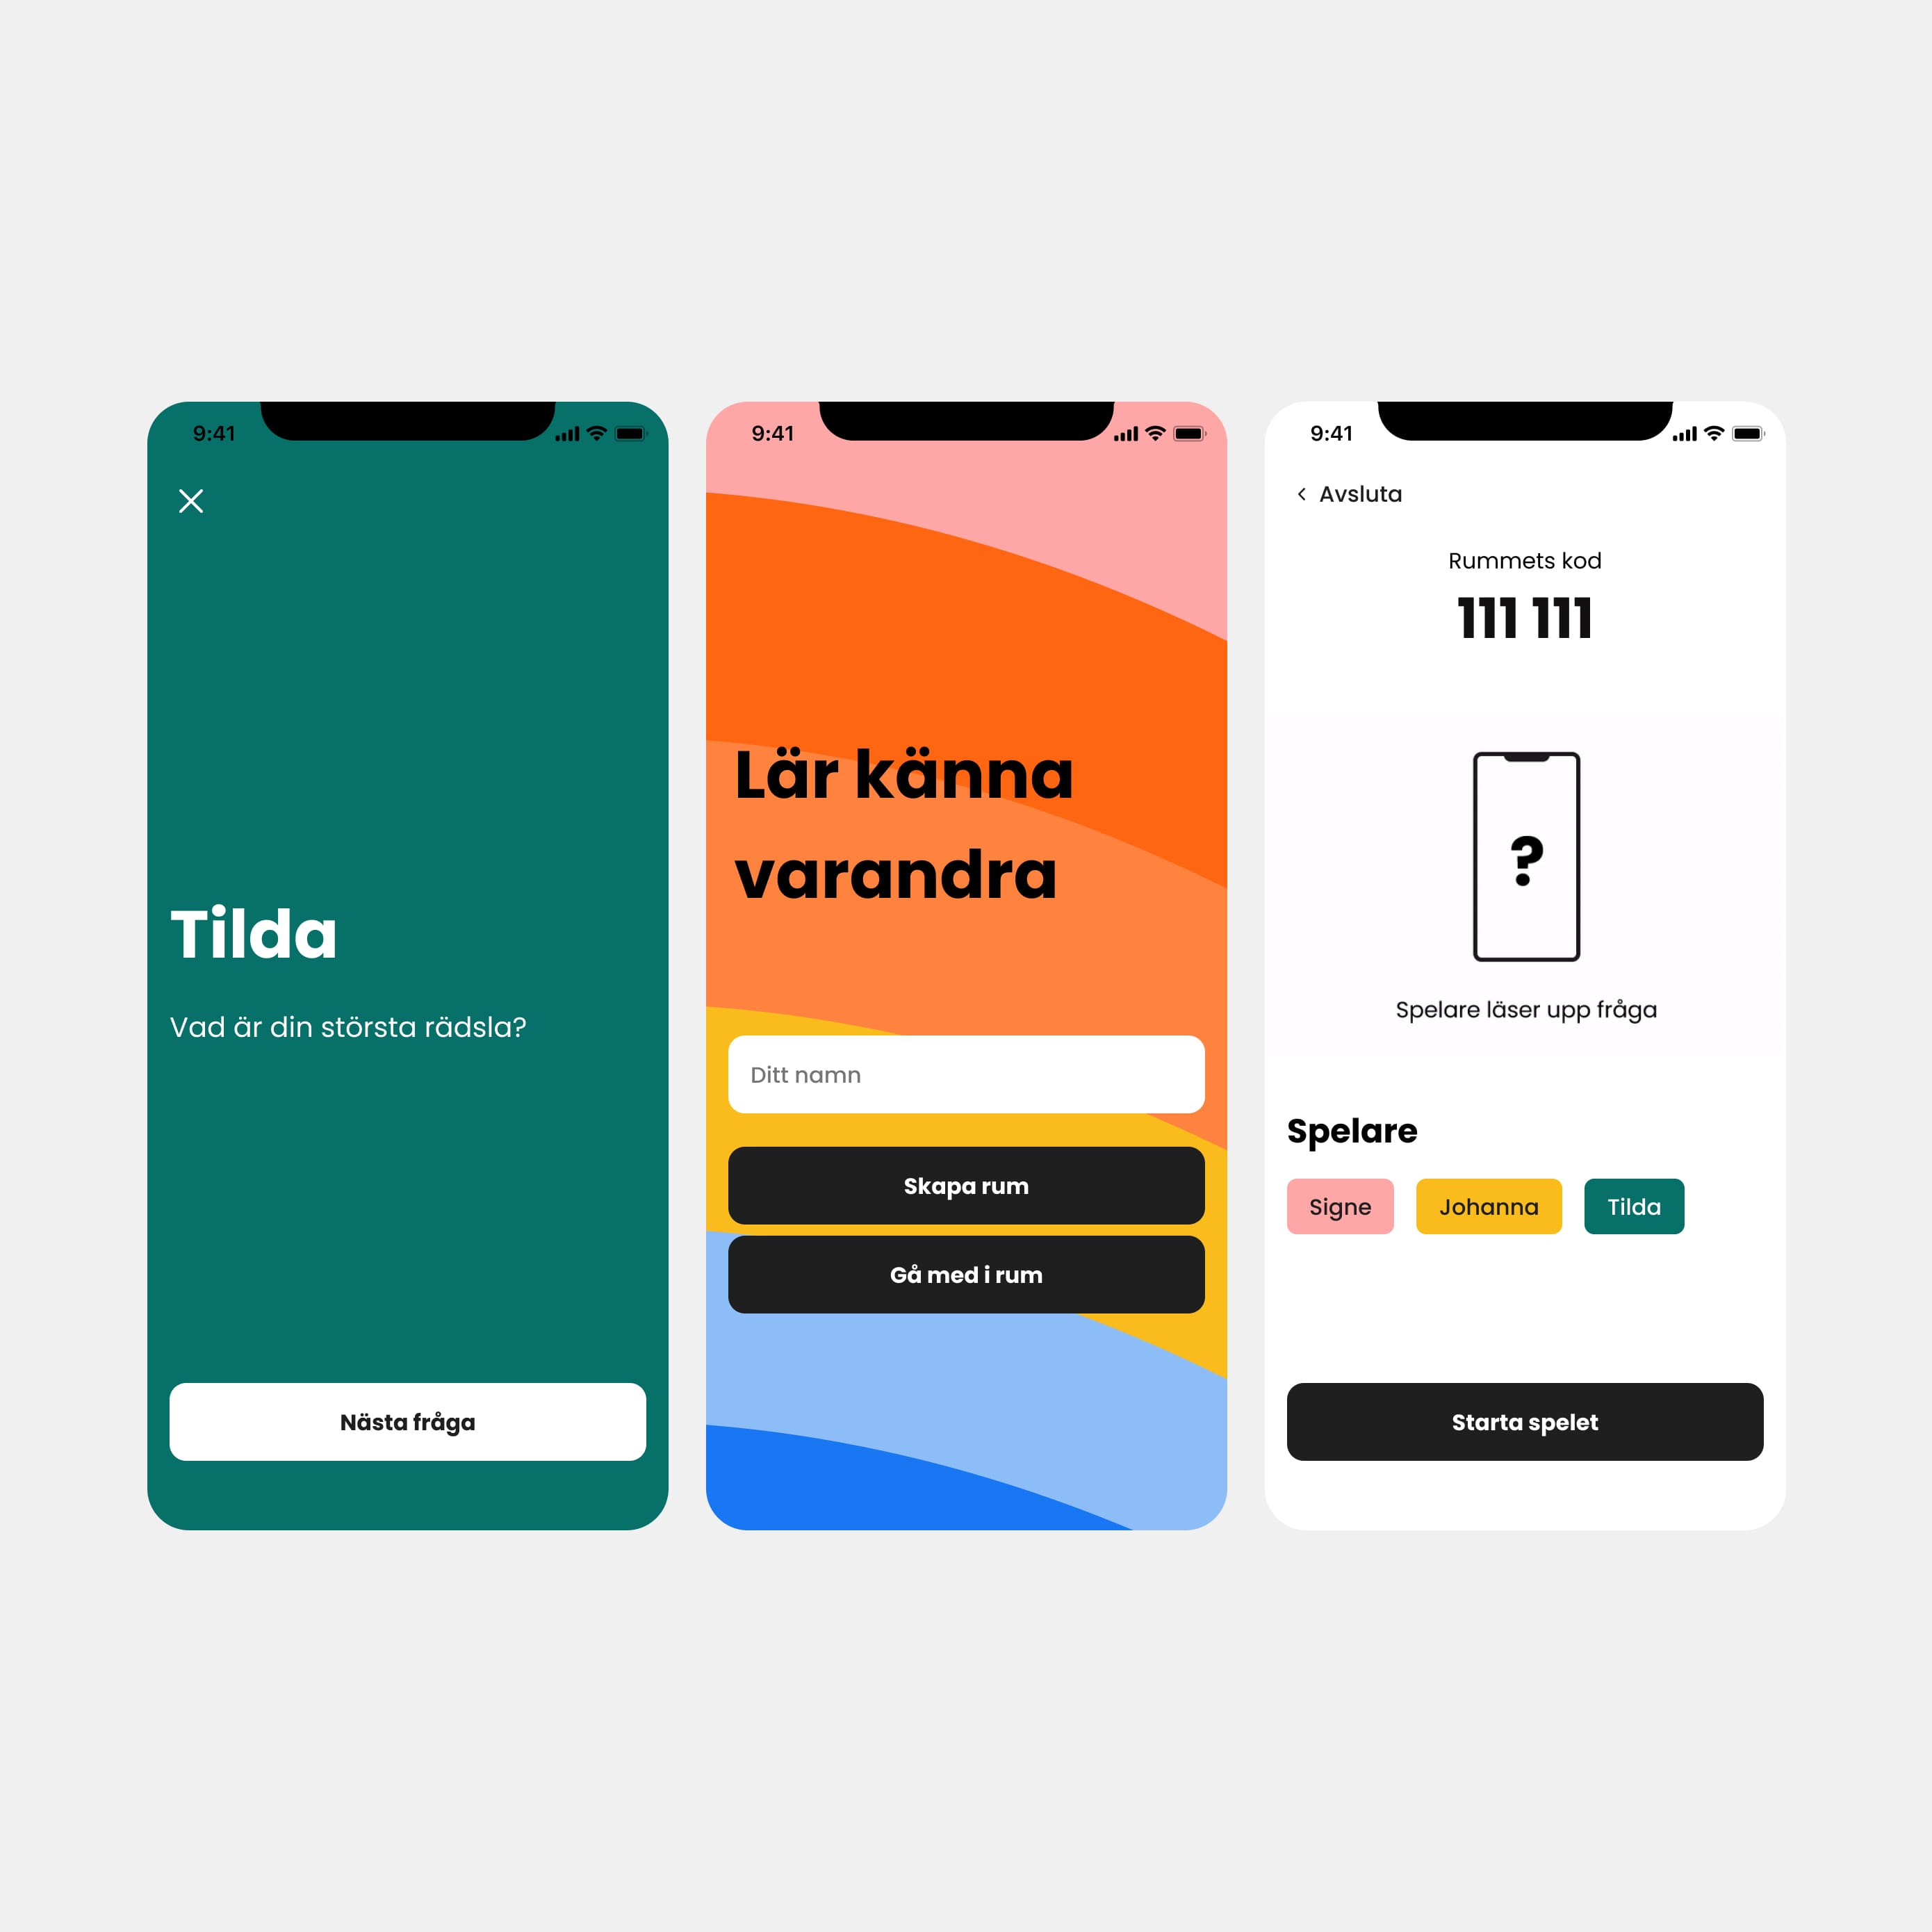 9:41
Tilda
Vad är din största rädsla?
Nästa fråga
9:41
Lär känna
varandra
Ditt namn
Skapa rum
Gå med i rum
9:41
Avsluta
Rummets kod
111 111
?
Spelare läser upp fråga
Spelare
Signe Johanna Tilda
Starta spelet